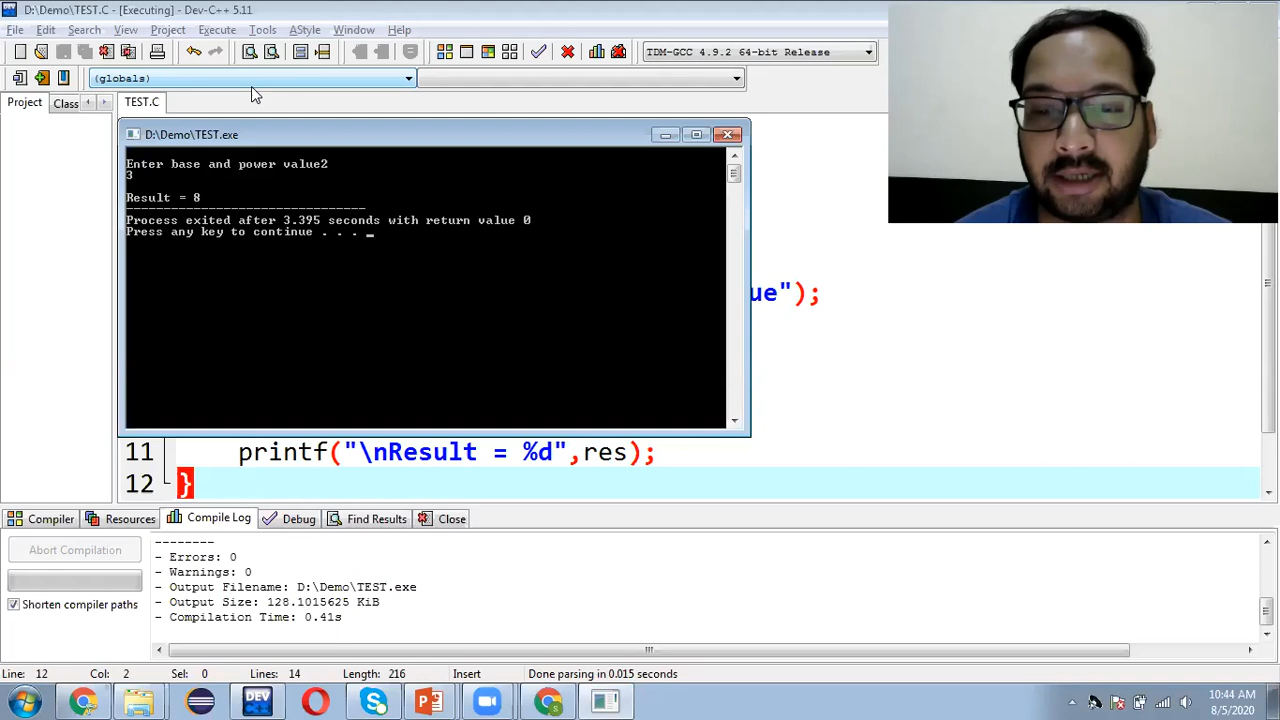 D:\Demo\TEST.C - [Executing] - Dev-C++ 5.11
File Edit Search View Project Execute Tools AStyle Window Help
TDM-GCC 4.9.2 64-bit Release
(globals)
Project Class TEST.C
D:\Demo\TEST.exe
Enter base and power value2
3
Result = 8
--------------------------------
Process exited after 3.395 seconds with return value 0
Press any key to continue . . . _
ue");
11 printf("\nResult = %d",res);
12 }
Compiler Resources Compile Log Debug Find Results Close
Abort Compilation
Shorten compiler paths
--------
- Errors: 0
- Warnings: 0
- Output Filename: D:\Demo\TEST.exe
- Output Size: 128.1015625 KiB
- Compilation Time: 0.41s
Line: 12 Col: 2 Sel: 0 Lines: 14 Length: 216 Insert Done parsing in 0.015 seconds
DEV C++
10:44 AM
8/5/2020